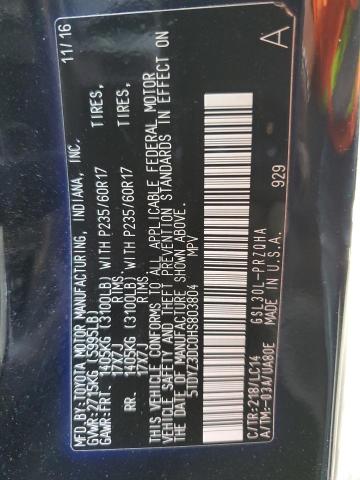 MFD.BY:TOYOTA MOTOR MANUFACTURING, INDIANA, INC. 11/16
GVWR:2715KG (5995LB)
GAWR:FRT. 1405KG (3100LB) WITH P235/60R17 TIRES,
17X7J RIMS.
RR. 1405KG (3100LB) WITH P235/60R17 TIRES,
17X7J RIMS.
THIS VEHICLE CONFORMS TO ALL APPLICABLE FEDERAL MOTOR
VEHICLE SAFETY AND THEFT PREVENTION STANDARDS IN EFFECT ON
THE DATE OF MANUFACTURE SHOWN ABOVE.
5TDYZ3DC0HS803804 MPV
929 A
C/TR:218/LC14 GSL30L-PRZQHA
A/TM:-03A/UA80E MADE IN U.S.A.